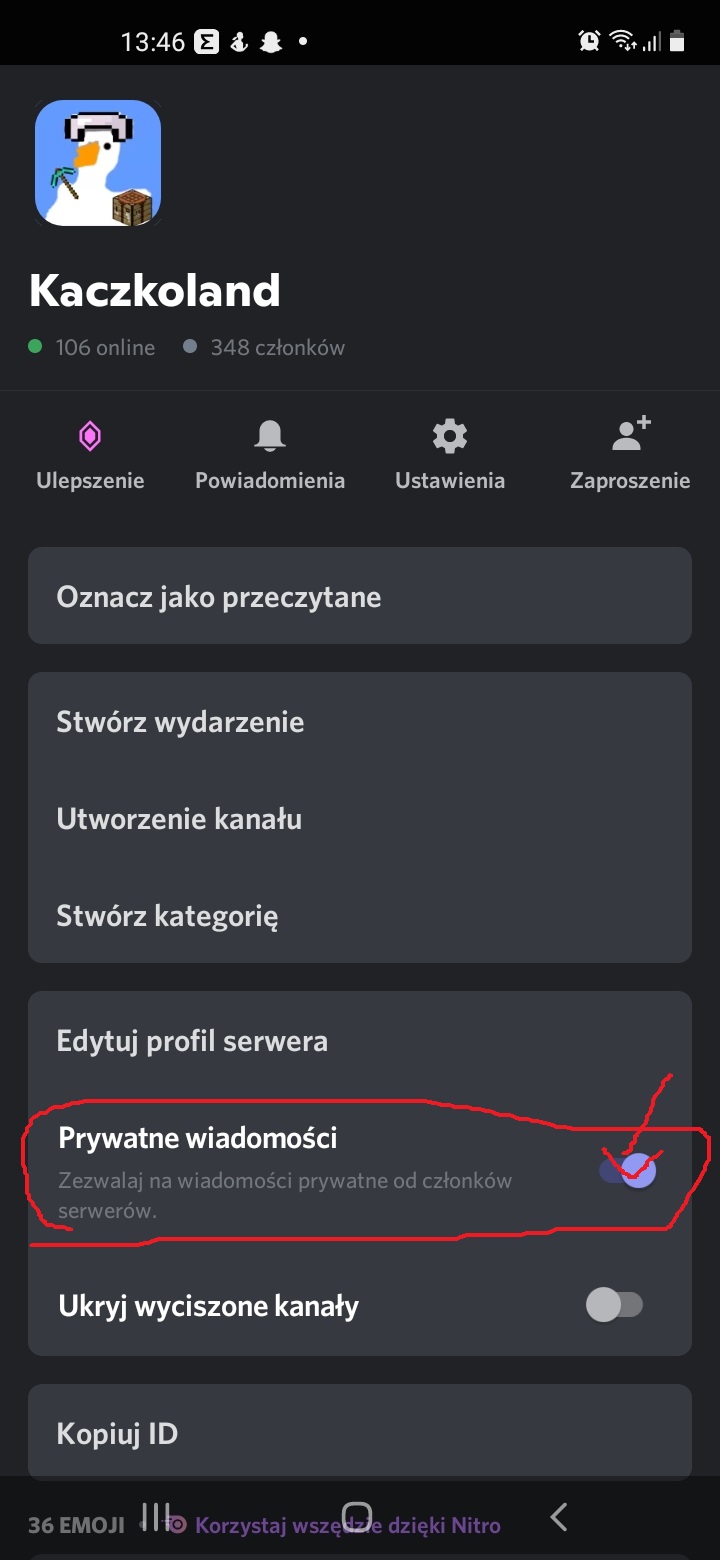 13:46
Kaczkoland
106 online 348 członków
Ulepszenie Powiadomienia Ustawienia Zaproszenie
Oznacz jako przeczytane
Stwórz wydarzenie
Utworzenie kanału
Stwórz kategorię
Edytuj profil serwera
Prywatne wiadomości
Zezwalaj na wiadomości prywatne od członków
serwerów.
Ukryj wyciszone kanały
Kopiuj ID
36 EMOJI • Korzystaj wszędzie dzięki Nitro